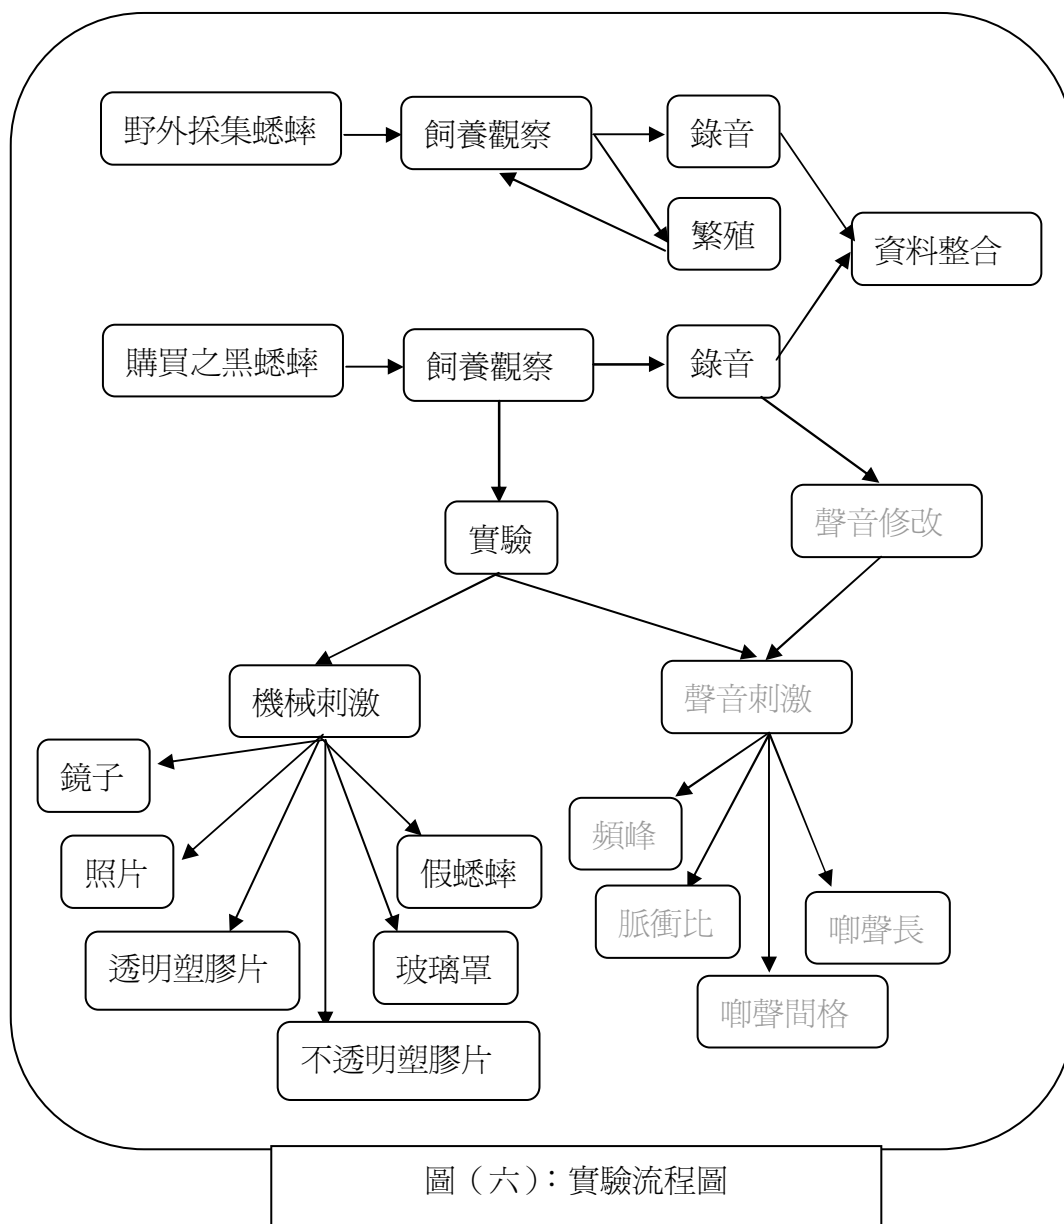 野外採集蟋蟀
飼養觀察
錄音
繁殖
資料整合
購買之黑蟋蟀
飼養觀察
錄音
聲音修改
實驗
機械刺激
聲音刺激
鏡子
照片
透明塑膠片
不透明塑膠片
玻璃罩
假蟋蟀
頻峰
脈衝比
喞聲間格
喞聲長
圖（六）：實驗流程圖